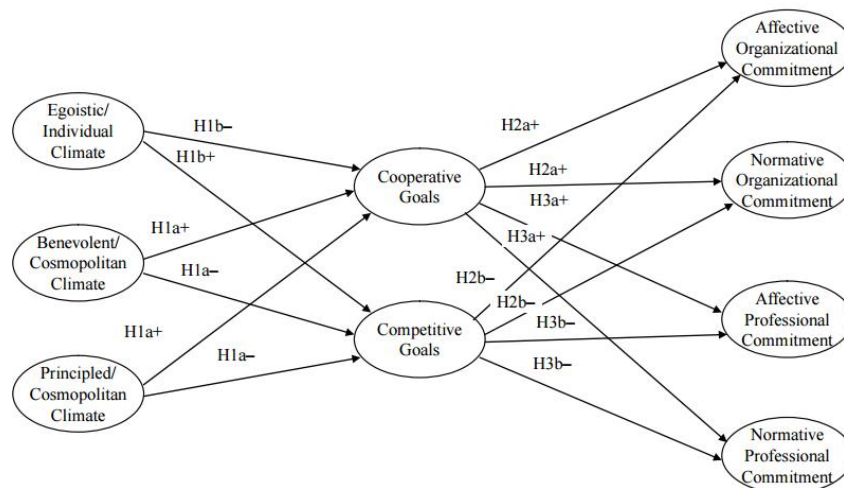 Affective
Organizational
Commitment
Egoistic/
Individual
Climate
H1b–
H1b+
H2a+
Cooperative
Goals
H2a+
H3a+
H3a+
Normative
Organizational
Commitment
Benevolent/
Cosmopolitan
Climate
H1a+
H1a–
H2b–
H2b–
H3b–
H3b–
Affective
Professional
Commitment
Competitive
Goals
H1a+
H1a–
Principled/
Cosmopolitan
Climate
Normative
Professional
Commitment